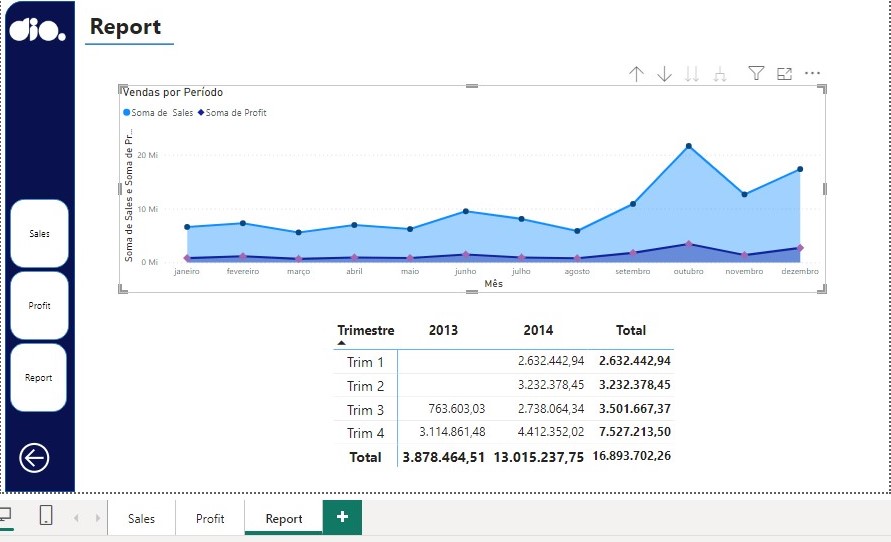 dio.
Report
Vendas por Período
Soma de Sales Soma de Profit
Soma de Sales e Soma de Pr...
20 Mi
10 Mi
0 Mi
janeiro fevereiro março abril maio junho julho agosto setembro outubro novembro dezembro
Mês
Sales
Profit
Report
Trimestre 2013 2014 Total
Trim 1 2.632.442,94 2.632.442,94
Trim 2 3.232.378,45 3.232.378,45
Trim 3 763.603,03 2.738.064,34 3.501.667,37
Trim 4 3.114.861,48 4.412.352,02 7.527.213,50
Total 3.878.464,51 13.015.237,75 16.893.702,26
Sales Profit Report +